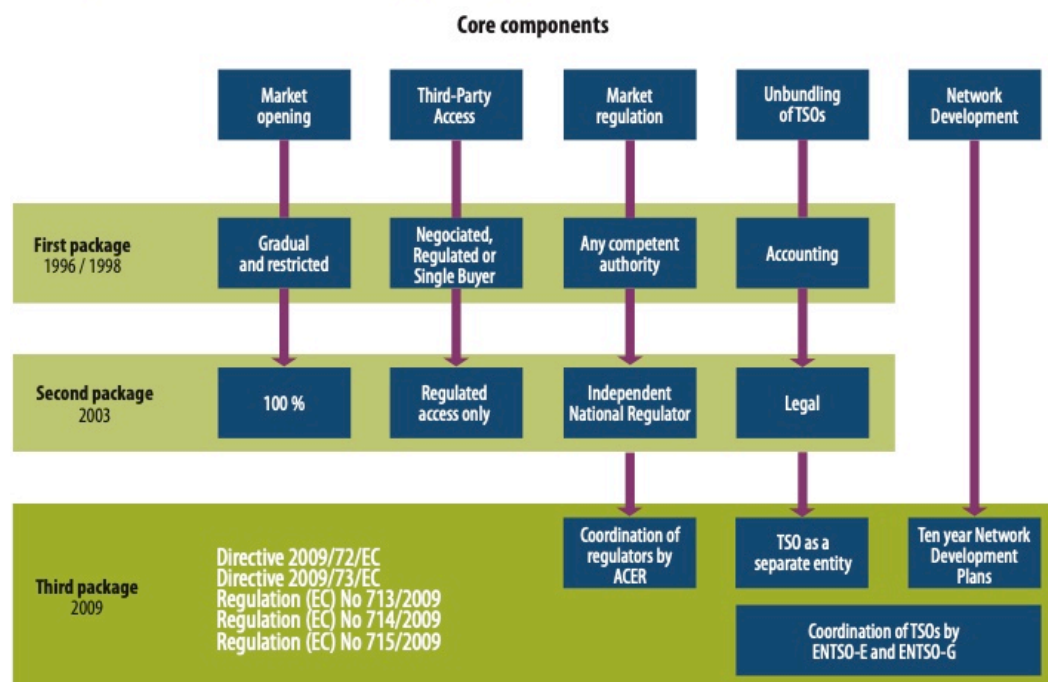 Core components
Market
opening
Third-Party
Access
Market
regulation
Unbundling
of TSOs
Network
Development
First package
1996 / 1998
Gradual
and restricted
Negociated,
Regulated or
Single Buyer
Any competent
authority
Accounting
Second package
2003
100 %
Regulated
access only
Independent
National Regulator
Legal
Third package
2009
Directive 2009/72/EC
Directive 2009/73/EC
Regulation (EC) No 713/2009
Regulation (EC) No 714/2009
Regulation (EC) No 715/2009
Coordination of
regulators by
ACER
TSO as a
separate entity
Ten year Network
Development
Plans
Coordination of TSOs by
ENTSO-E and ENTSO-G